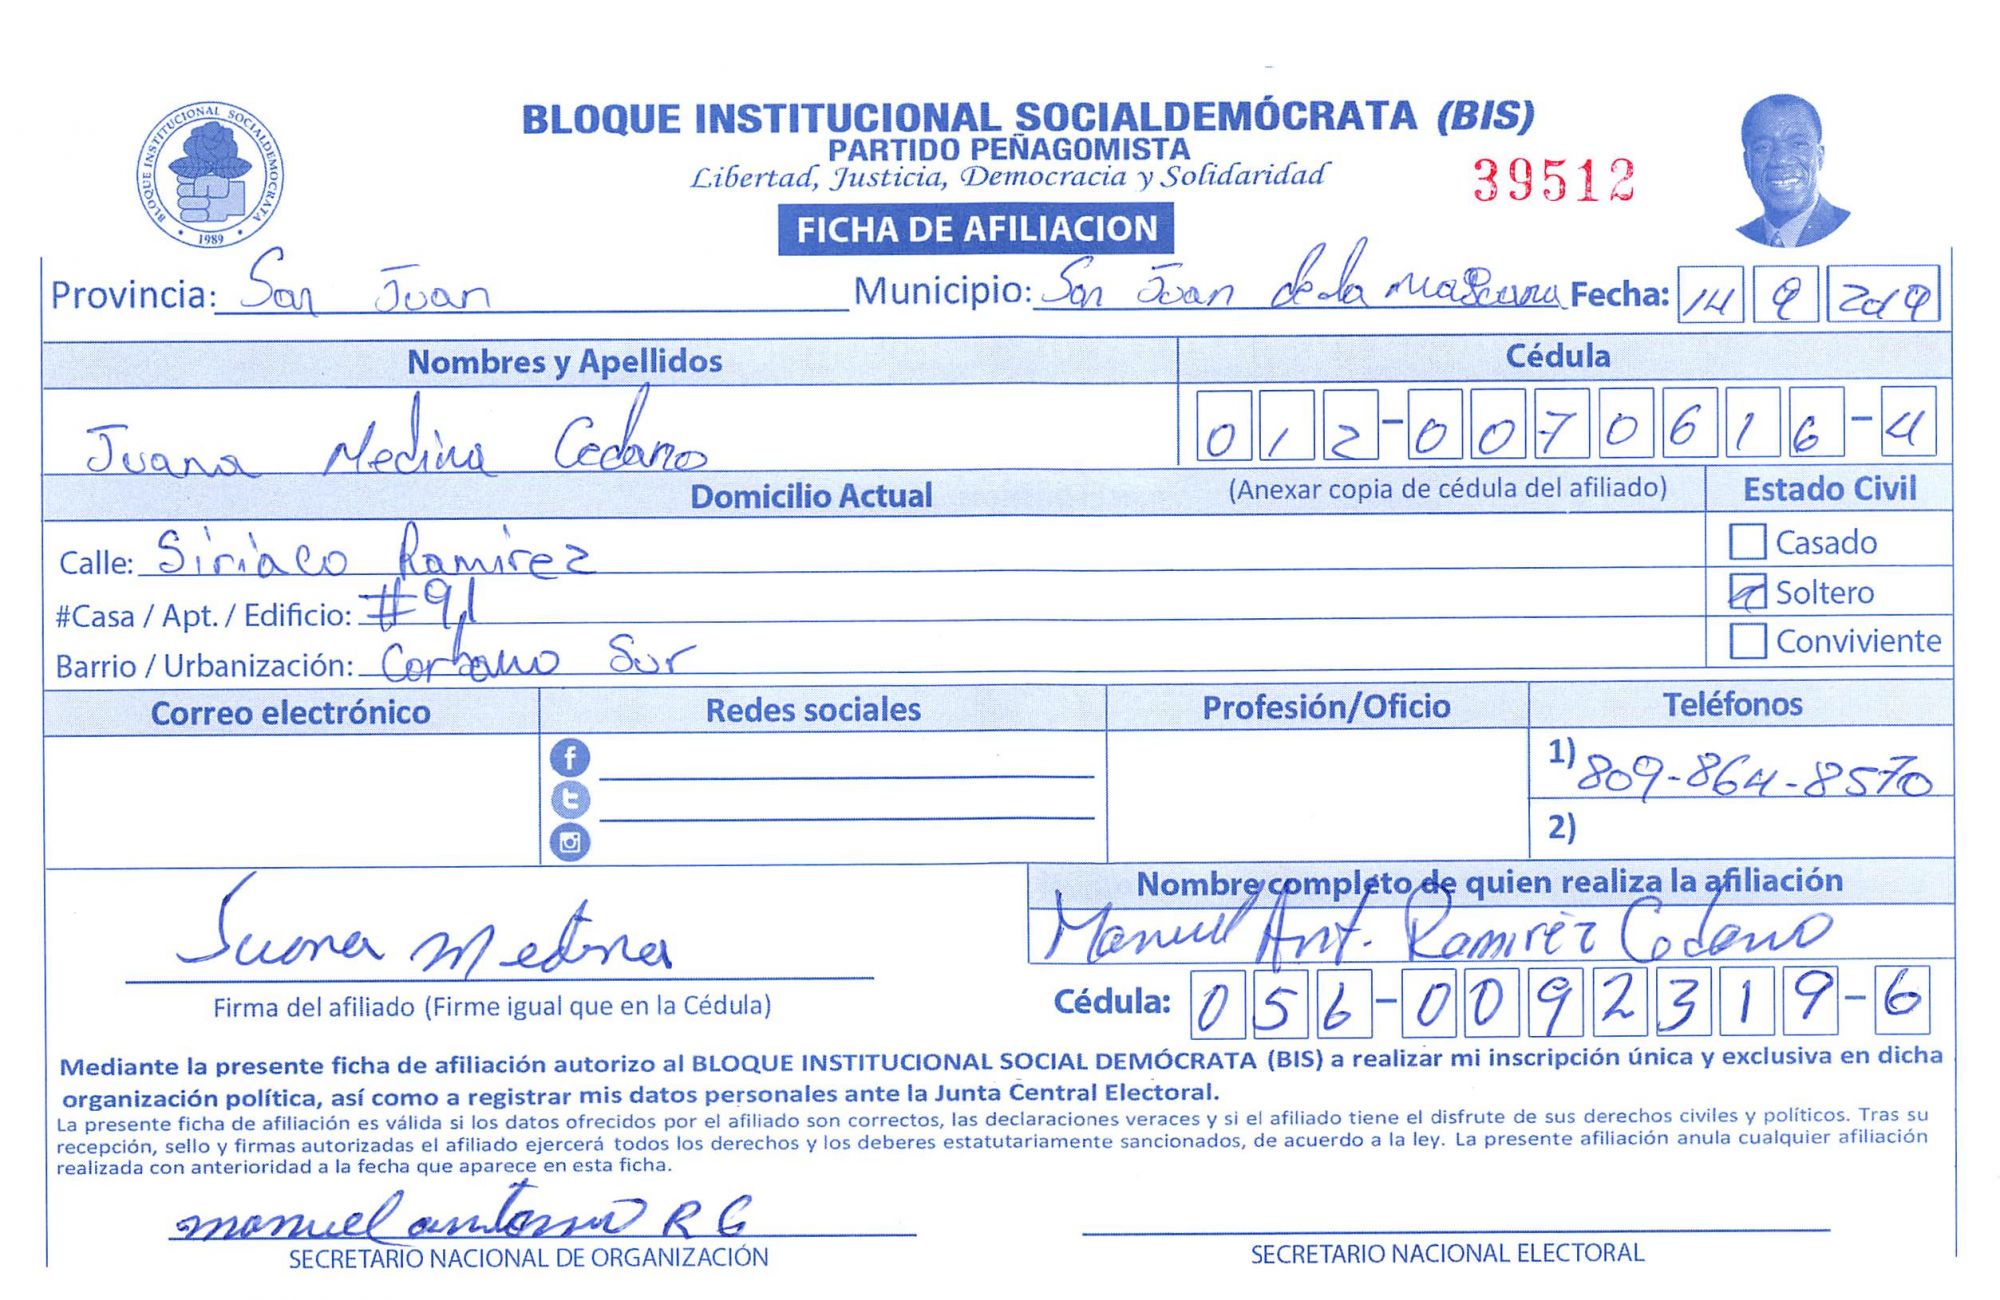 BLOQUE INSTITUCIONAL SOCIALDEMOCRATA
1989
BLOQUE INSTITUCIONAL SOCIALDEMÓCRATA (BIS)
PARTIDO PEÑAGOMISTA
Libertad, Justicia, Democracia y Solidaridad
39512
FICHA DE AFILIACION
Provincia: San Juan Municipio: San Juan de la Maguana Fecha: 14 9 2019
Nombres y Apellidos Cédula
Juana Medina Cedano 012-0070616-4
Domicilio Actual (Anexar copia de cédula del afiliado) Estado Civil
Calle: Siriaco Ramirez Casado
#Casa / Apt. / Edificio: #91 Soltero
Barrio / Urbanización: Corbano Sur Conviviente
Correo electrónico Redes sociales Profesión/Oficio Teléfonos
1) 809-864-8570
2)
Nombre completo de quien realiza la afiliación
Juana Medina Manuel Ant. Ramirez Cedano
Firma del afiliado (Firme igual que en la Cédula) Cédula: 056-0092319-6
Mediante la presente ficha de afiliación autorizo al BLOQUE INSTITUCIONAL SOCIAL DEMÓCRATA (BIS) a realizar mi inscripción única y exclusiva en dicha
organización política, así como a registrar mis datos personales ante la Junta Central Electoral.
La presente ficha de afiliación es válida si los datos ofrecidos por el afiliado son correctos, las declaraciones veraces y si el afiliado tiene el disfrute de sus derechos civiles y políticos. Tras su
recepción, sello y firmas autorizadas el afiliado ejercerá todos los derechos y los deberes estatutariamente sancionados, de acuerdo a la ley. La presente afiliación anula cualquier afiliación
realizada con anterioridad a la fecha que aparece en esta ficha.
manuel antonio R C
SECRETARIO NACIONAL DE ORGANIZACIÓN SECRETARIO NACIONAL ELECTORAL